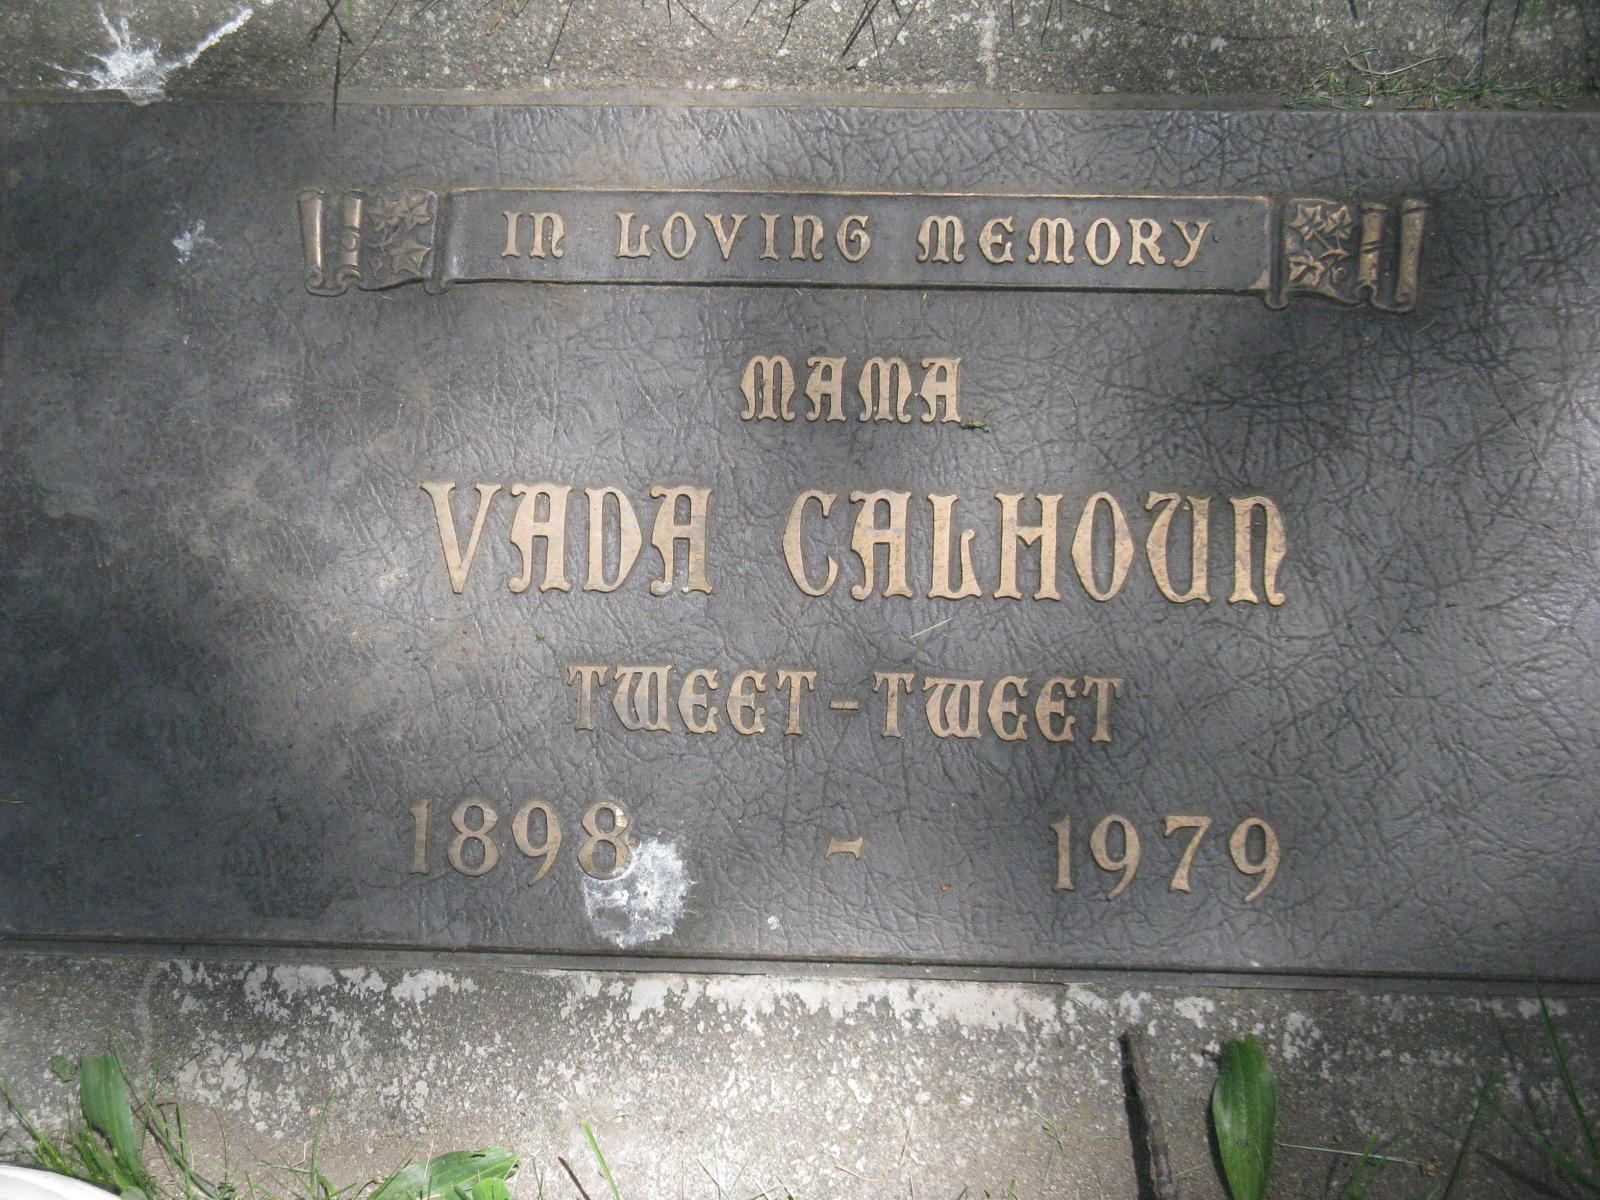 IN LOVING MEMORY
MAMA
VADA CALHOUN
TWEET-TWEET
1898 - 1979